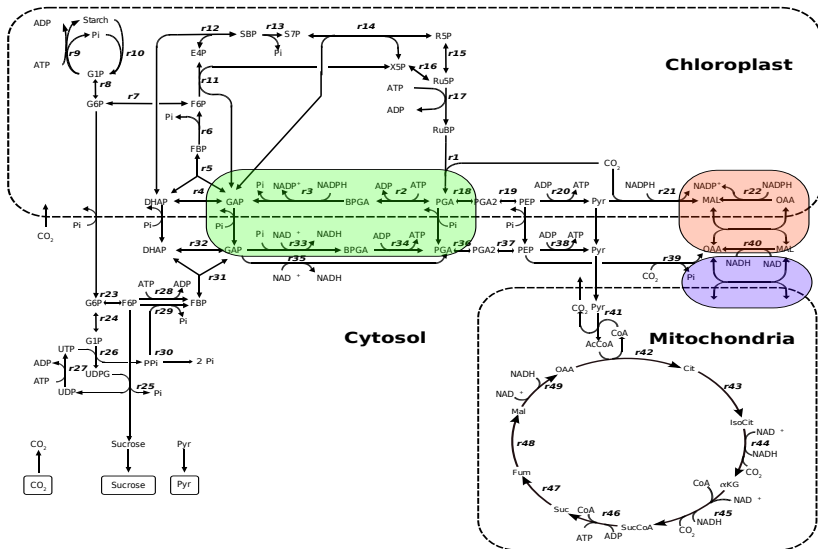 ADP Starch r12 SBP r13 S7P r14 R5P
Pi
r9 r10 E4P Pi r15
ATP G1P X5P r16 Ru5P
r8 r11 ATP r17
G6P r7 F6P ADP
Pi r6 RuBP
FBP
r5 r1 CO2
r4 Pi NADP+ r3 NADPH ADP r2 ATP r18 r19 ADP r20 ATP NADPH r21 NADP+ r22 NADPH
DHAP GAP BPGA PGA PGA2 PEP Pyr MAL OAA
Chloroplast
CO2 Pi Pi Pi Pi Pi
DHAP r32 GAP Pi NAD+ r33 NADH BPGA ADP r34 ATP PGA r36 PGA2 r37 PEP ADP r38 ATP Pyr OAA r40 MAL
r35 NAD+ NADH r39 CO2 Pi NADH NAD+
r31
r23 ATP r28 ADP
G6P F6P FBP
r29 Pi
r24
G1P
UTP r26 r30
ADP r27 PPi 2 Pi
ATP UDPG r25
UDP Pi
Cytosol
Sucrose Pyr
CO2
CO2 Sucrose Pyr
Mitochondria
CO2 Pyr r41
CoA
AcCoA r42
NADH OAA Cit
r49 r43
NAD+
Mal IsoCit
NAD+
r48 r44 NADH
CO2
Fum αKG
CoA NAD+
r47 Suc CoA r46 r45
NADH
SucCoA CO2
ATP ADP